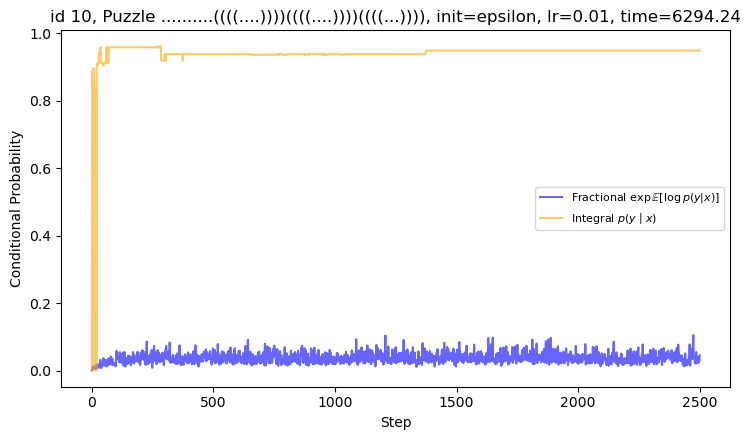 id 10, Puzzle ..........((((....))))((((....))))((((...)))), init=epsilon, lr=0.01, time=6294.24
1.0
0.8
0.6
0.4
0.2
0.0
Conditional Probability
Fractional exp𝔼[log p(y|x)]
Integral p(y | x)
0 500 1000 1500 2000 2500
Step